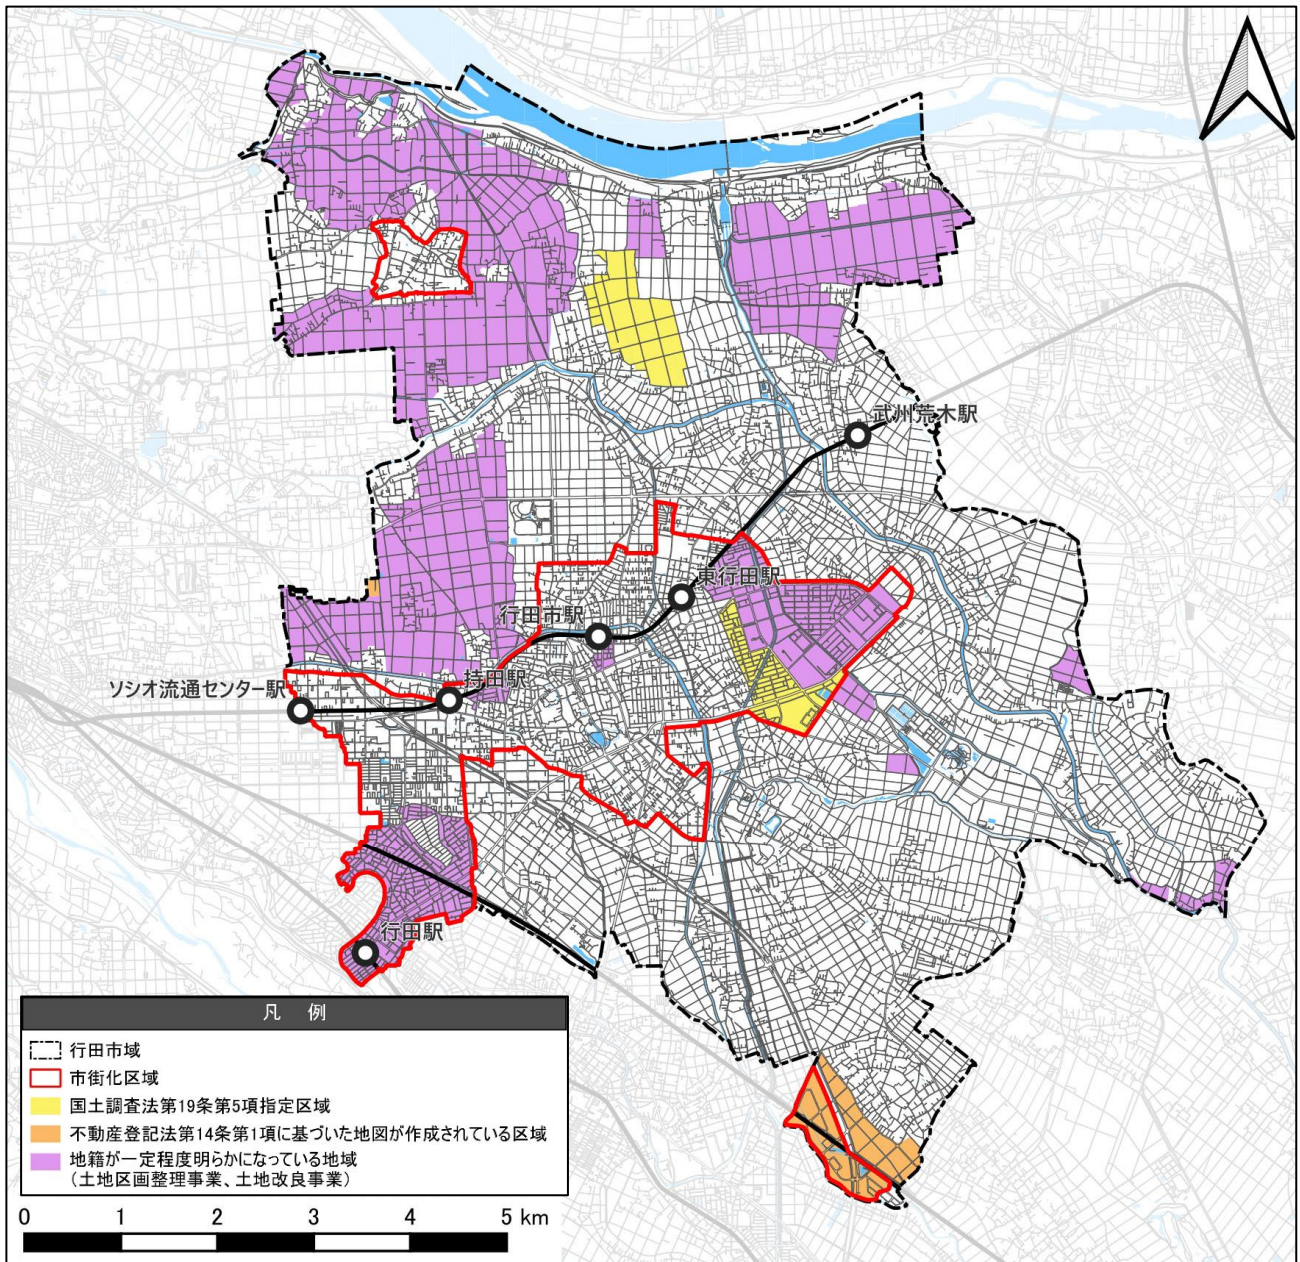 武州荒木駅
東行田駅
行田市駅
持田駅
ソシオ流通センター駅
行田駅
凡 例
行田市域
市街化区域
国土調査法第19条第5項指定区域
不動産登記法第14条第1項に基づいた地図が作成されている区域
地籍が一定程度明らかになっている地域
(土地区画整理事業、土地改良事業)
0 1 2 3 4 5 km